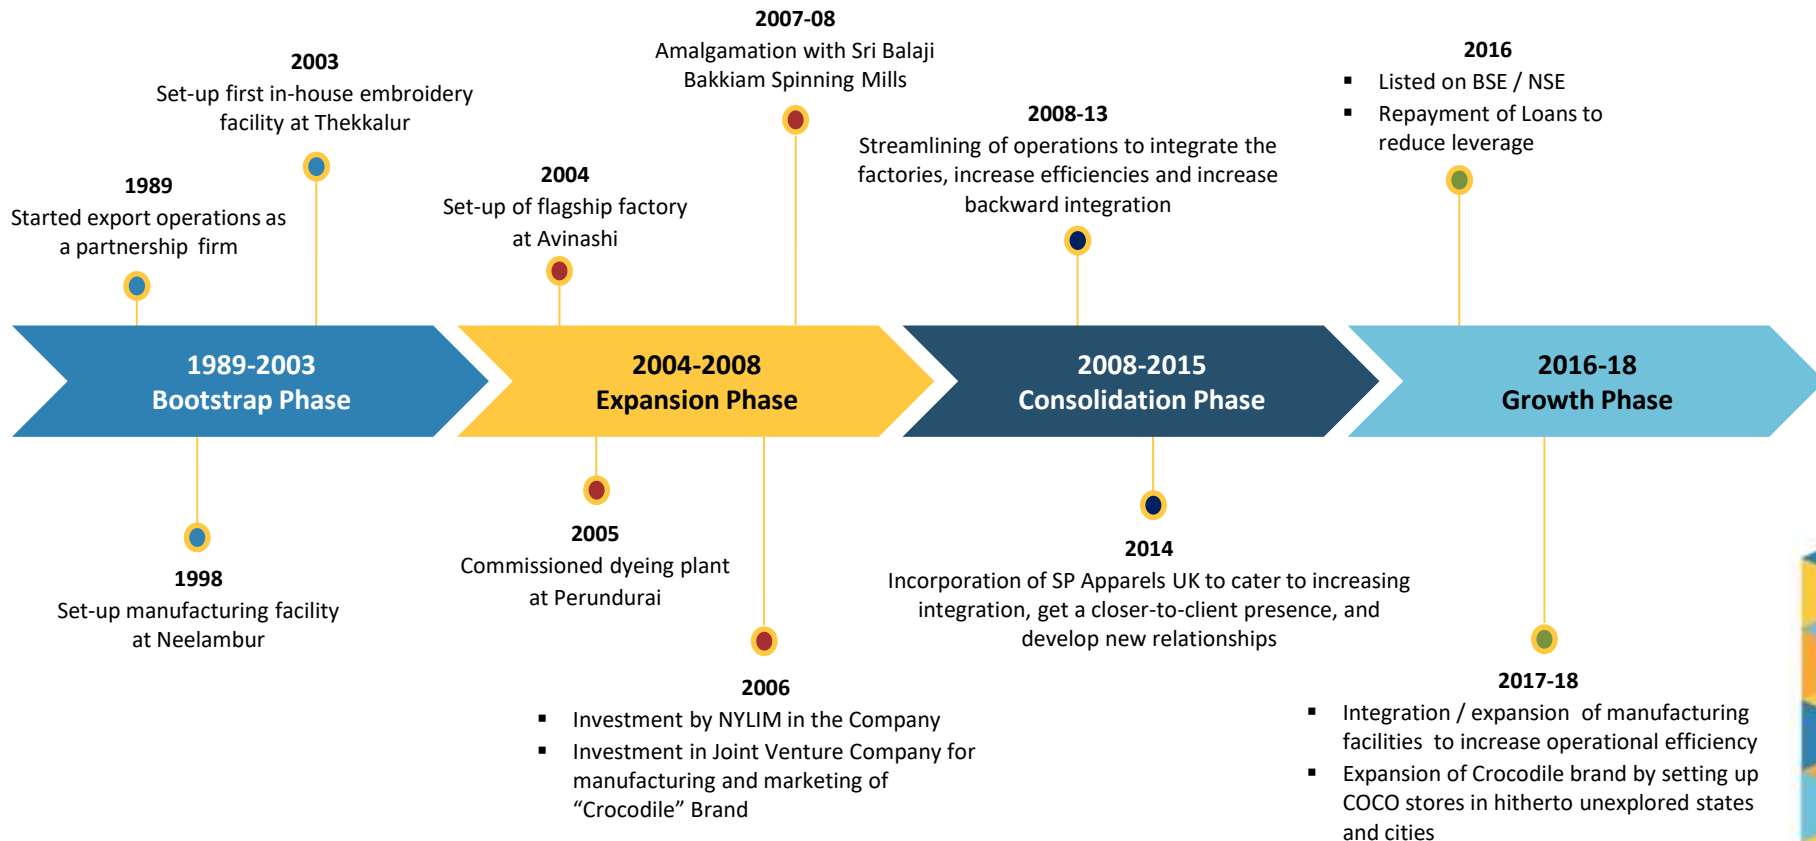 2007-08
Amalgamation with Sri Balaji
Bakkiam Spinning Mills
2003
Set-up first in-house embroidery
facility at Thekkalur
2016
▪ Listed on BSE / NSE
▪ Repayment of Loans to
reduce leverage
2008-13
Streamlining of operations to integrate the
factories, increase efficiencies and increase
backward integration
1989
Started export operations as
a partnership firm
2004
Set-up of flagship factory
at Avinashi
1989-2003
Bootstrap Phase
2004-2008
Expansion Phase
2008-2015
Consolidation Phase
2016-18
Growth Phase
1998
Set-up manufacturing facility
at Neelambur
2005
Commissioned dyeing plant
at Perundurai
2014
Incorporation of SP Apparels UK to cater to increasing
integration, get a closer-to-client presence, and
develop new relationships
2006
▪ Investment by NYLIM in the Company
▪ Investment in Joint Venture Company for
manufacturing and marketing of
“Crocodile” Brand
2017-18
▪ Integration / expansion of manufacturing
facilities to increase operational efficiency
▪ Expansion of Crocodile brand by setting up
COCO stores in hitherto unexplored states
and cities